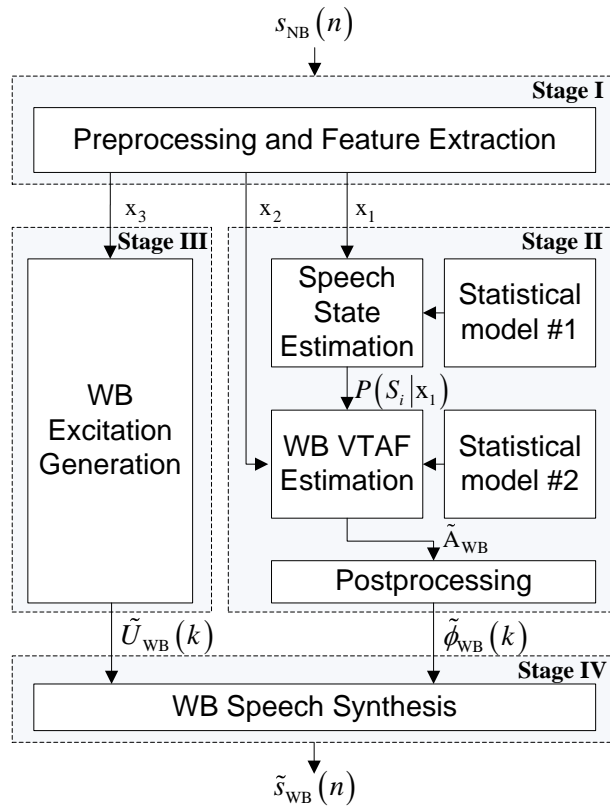 s_NB(n)
Stage I
Preprocessing and Feature Extraction
x_3
x_2
x_1
Stage III
Stage II
WB
Excitation
Generation
Speech
State
Estimation
Statistical
model #1
P(S_i|x_1)
WB VTAF
Estimation
Statistical
model #2
Ã_WB
Postprocessing
Ũ_WB(k)
ϕ̃́_WB(k)
Stage IV
WB Speech Synthesis
s̃_WB(n)